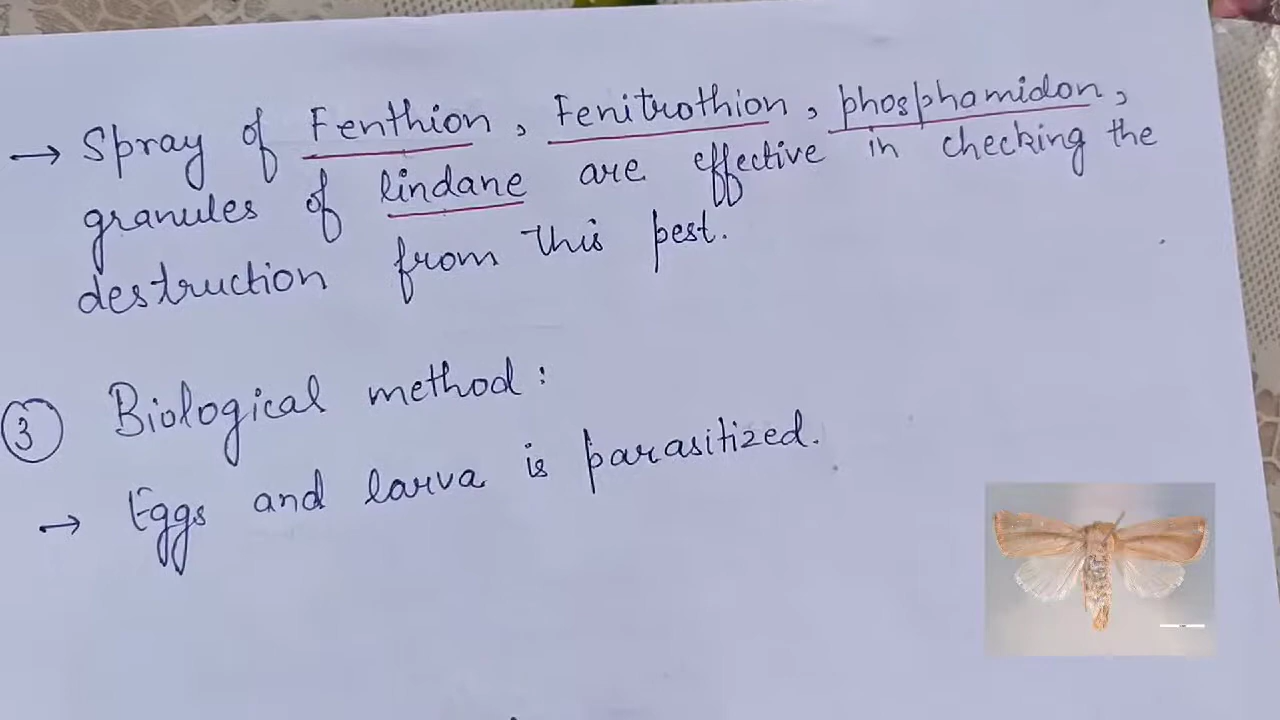 → Spray of Fenthion, Fenitrothion, phosphamidon,
granules of lindane are effective in checking the
destruction from this pest.
③ Biological method:
→ Eggs and larva is parasitized.